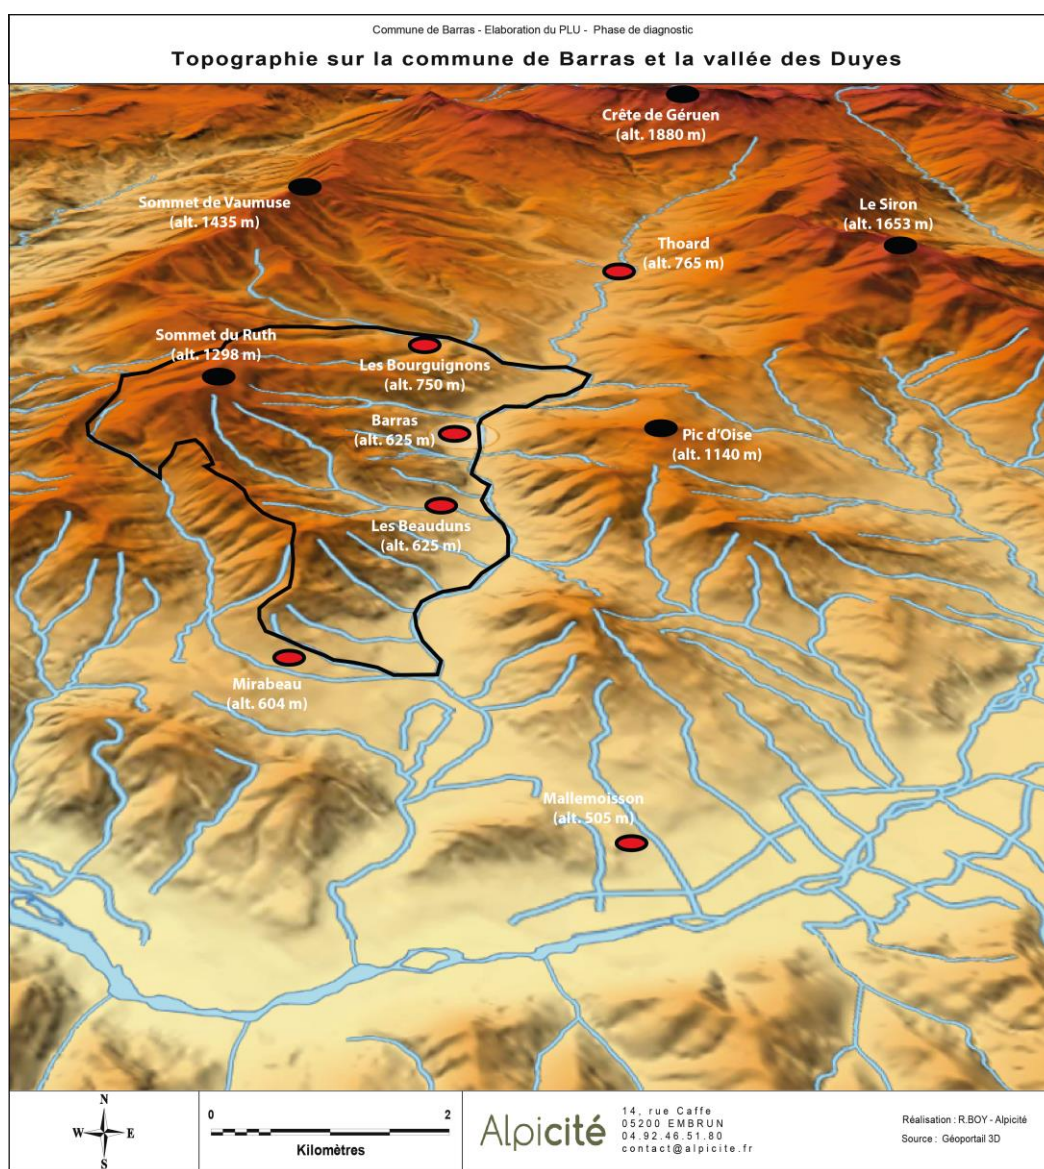 Commune de Barras - Elaboration du PLU - Phase de diagnostic
Topographie sur la commune de Barras et la vallée des Duyes
Crête de Géruen
(alt. 1880 m)
Sommet de Vaumuse
(alt. 1435 m)
Le Siron
(alt. 1653 m)
Thoard
(alt. 765 m)
Sommet du Ruth
(alt. 1298 m)
Les Bourguignons
(alt. 750 m)
Barras
(alt. 625 m)
Pic d'Oise
(alt. 1140 m)
Les Beauduns
(alt. 625 m)
Mirabeau
(alt. 604 m)
Mallemoisson
(alt. 505 m)
N
W E
S
0 2
Kilomètres
Alpicité
14, rue Caffe
05200 EMBRUN
04.92.46.51.80
contact@alpicite.fr
Réalisation : R.BOY - Alpicité
Source : Géoportail 3D